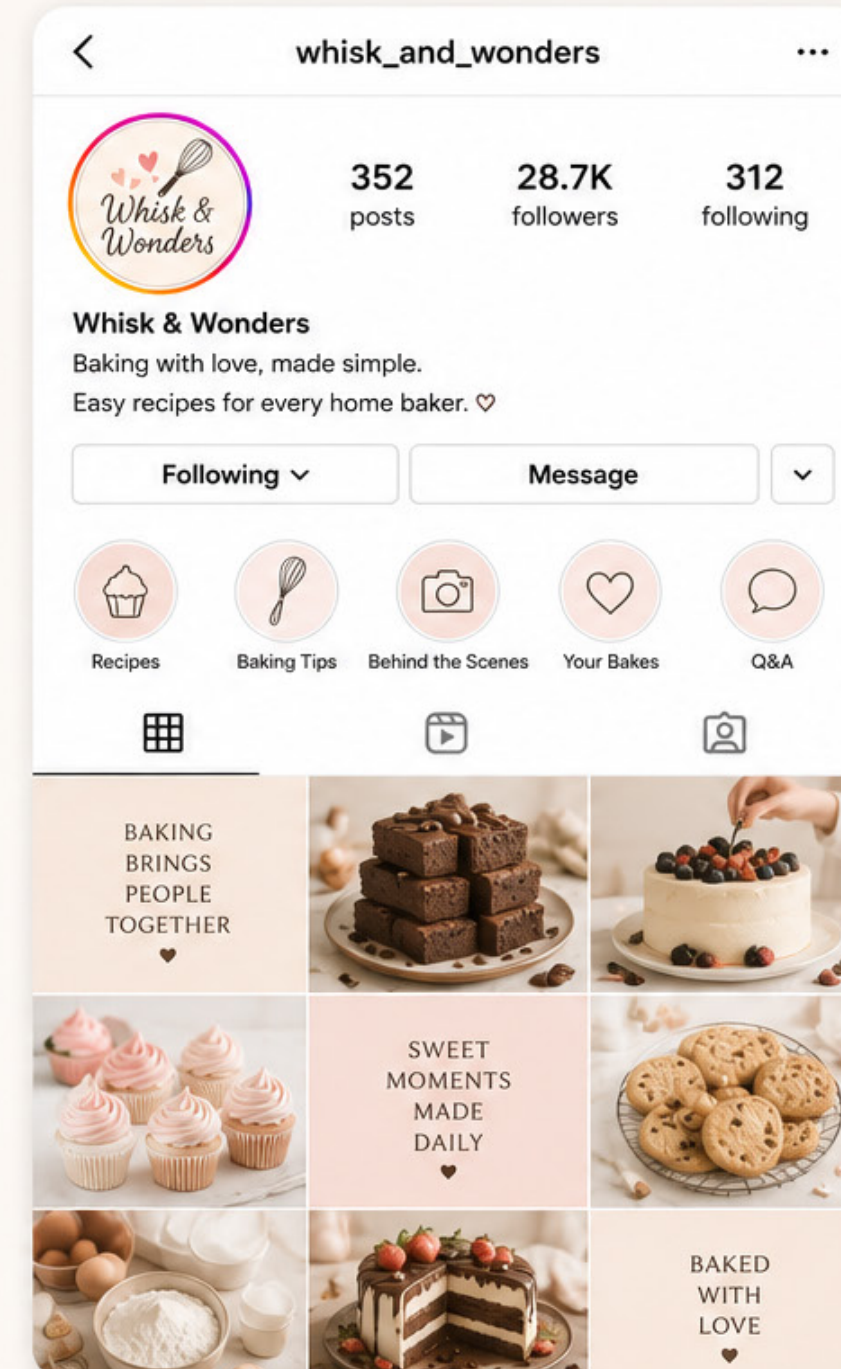 whisk_and_wonders
Whisk &
Wonders
352
posts
28.7K
followers
312
following
Whisk & Wonders
Baking with love, made simple.
Easy recipes for every home baker. ♡
Following
Message
Recipes
Baking Tips
Behind the Scenes
Your Bakes
Q&A
BAKING
BRINGS
PEOPLE
TOGETHER
♥
SWEET
MOMENTS
MADE
DAILY
♥
BAKED
WITH
LOVE
♥